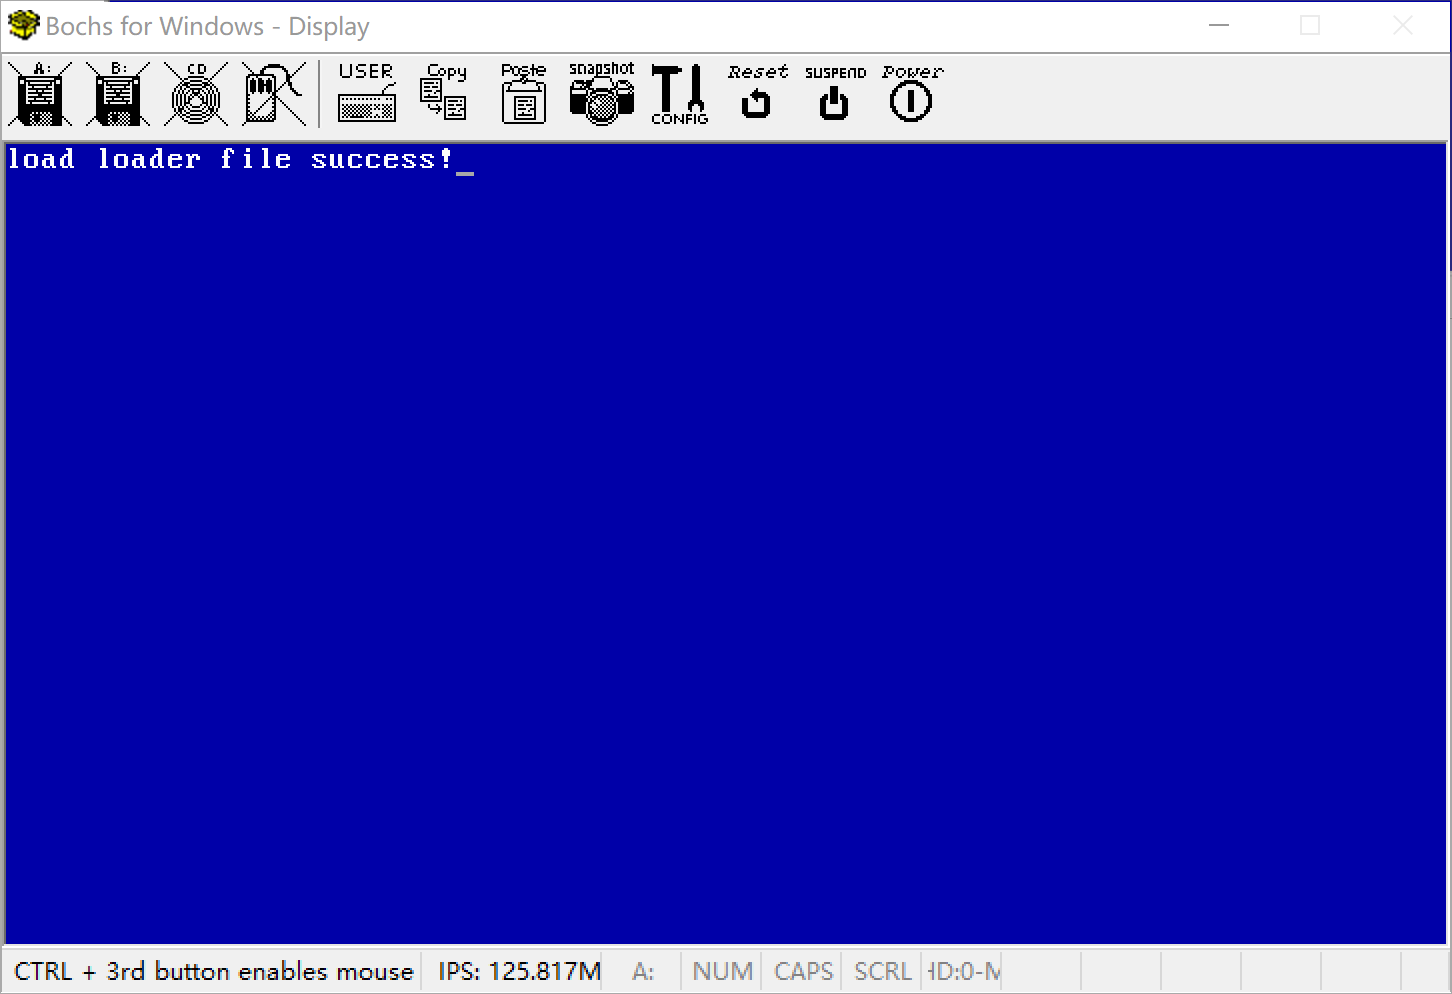 Bochs for Windows - Display
A: B: CD USER Copy Paste snapshot CONFIG Reset SUSPEND Power
load loader file success!_
CTRL + 3rd button enables mouse IPS: 125.817M A: NUM CAPS SCRL HD:0-M